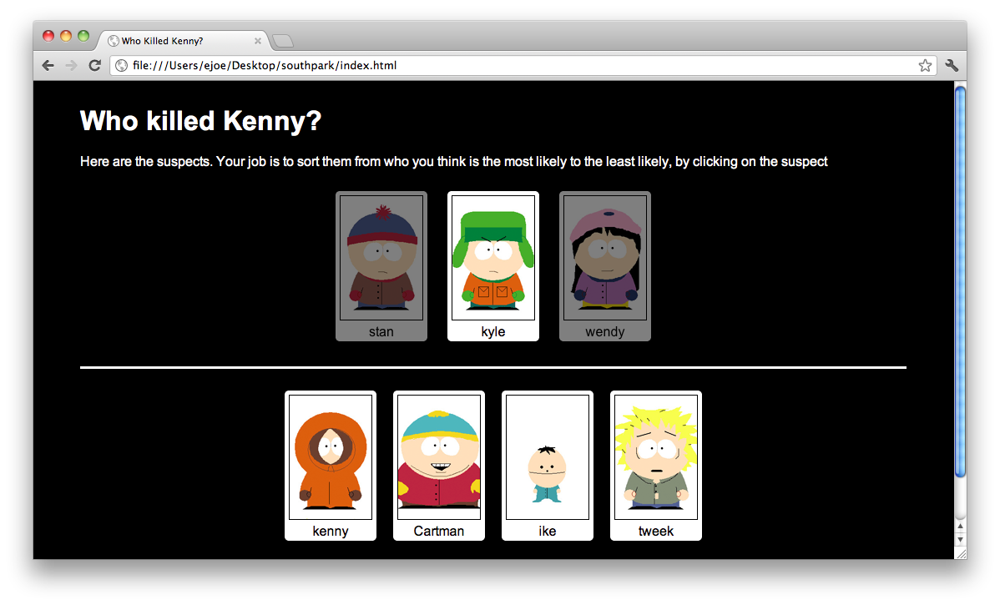 Who Killed Kenny?
file:///Users/ejoe/Desktop/southpark/index.html
Who killed Kenny?
Here are the suspects. Your job is to sort them from who you think is the most likely to the least likely, by clicking on the suspect
stan kyle wendy
kenny Cartman ike tweek